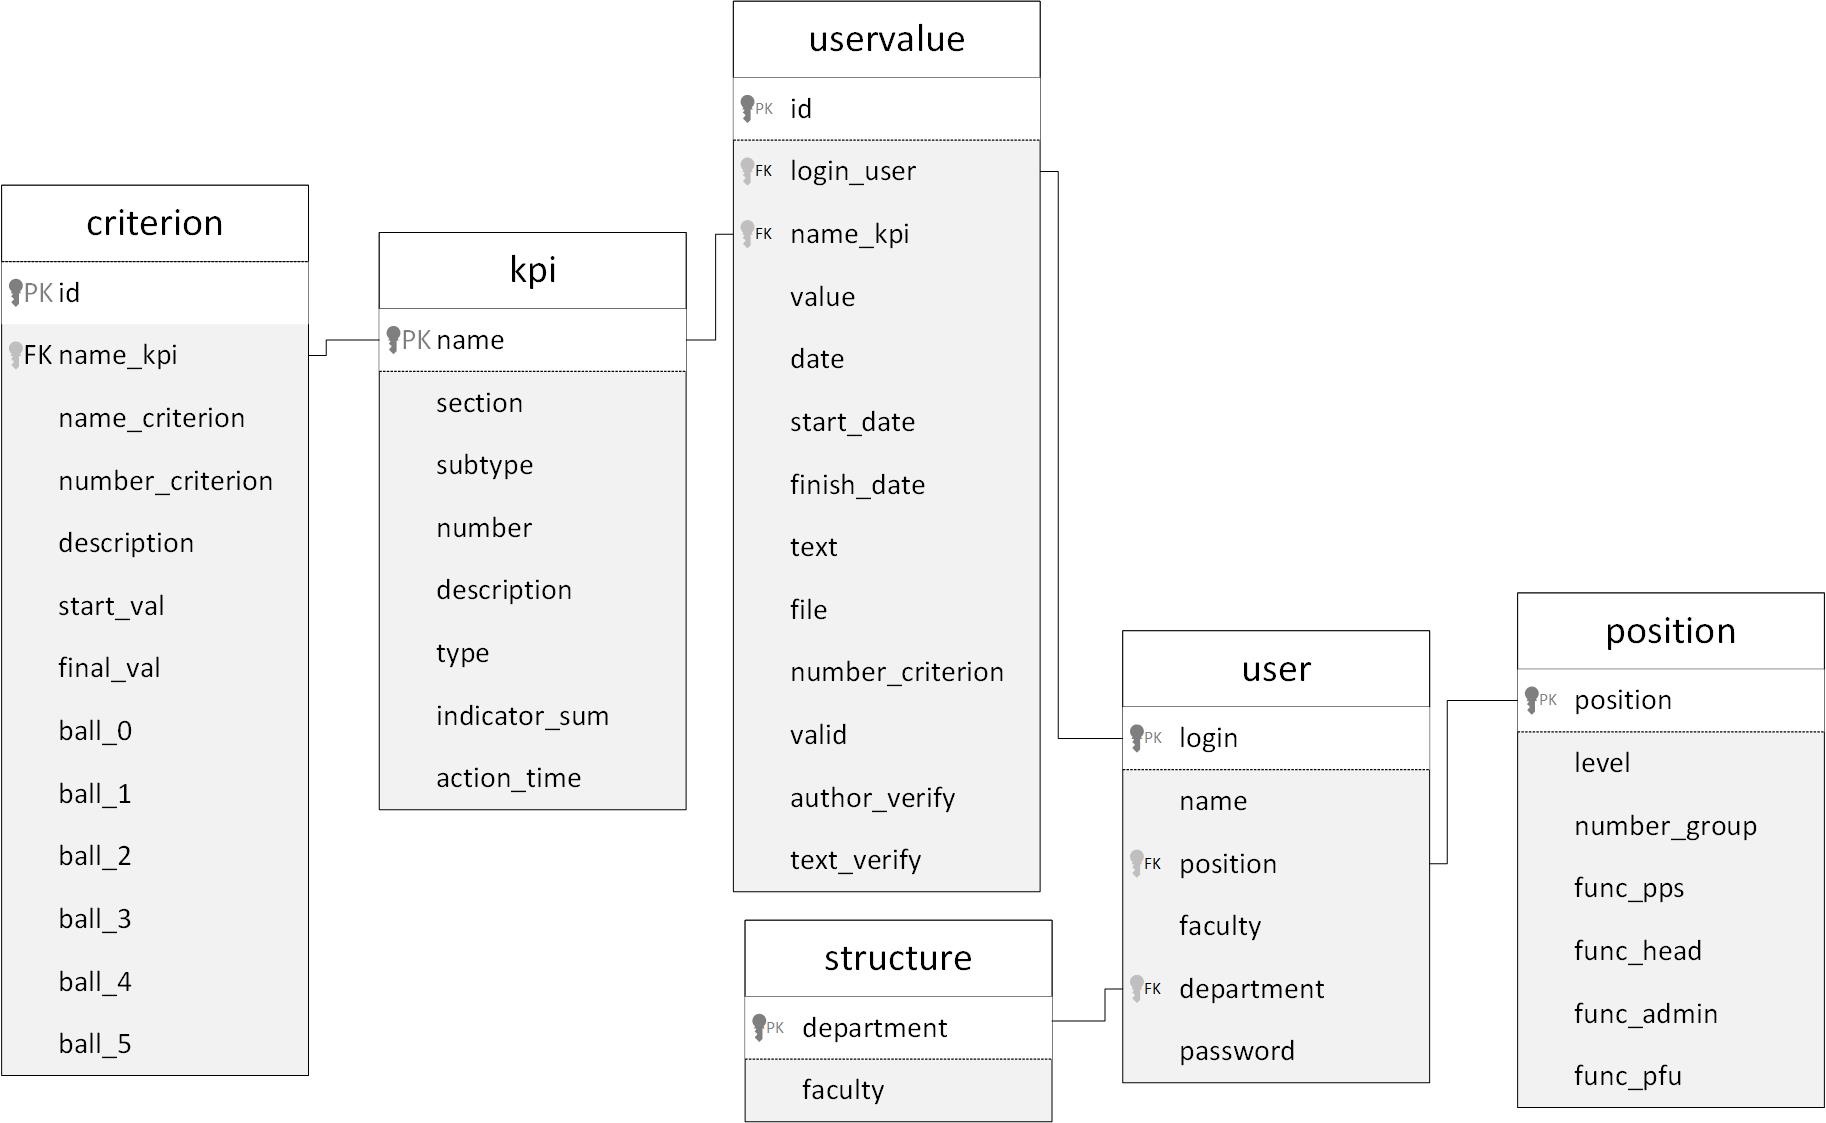 criterion
PK id
FK name_kpi
name_criterion
number_criterion
description
start_val
final_val
ball_0
ball_1
ball_2
ball_3
ball_4
ball_5
kpi
PK name
section
subtype
number
description
type
indicator_sum
action_time
uservalue
PK id
FK login_user
FK name_kpi
value
date
start_date
finish_date
text
file
number_criterion
valid
author_verify
text_verify
structure
PK department
faculty
user
PK login
name
FK position
faculty
FK department
password
position
PK position
level
number_group
func_pps
func_head
func_admin
func_pfu